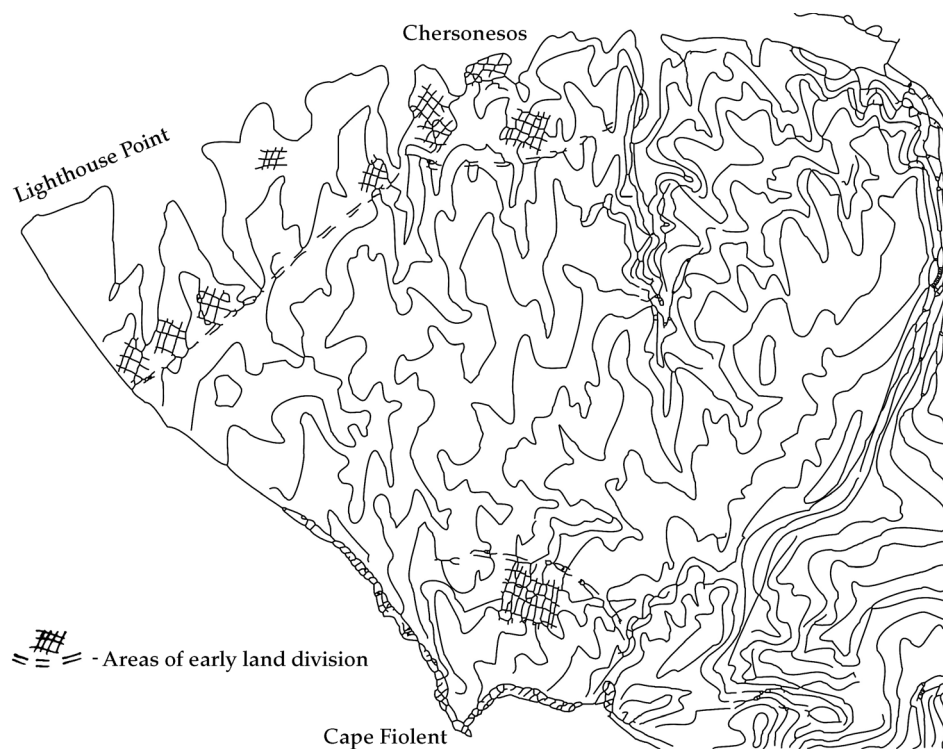 Chersonesos
Lighthouse Point
- Areas of early land division
Cape Fiolent